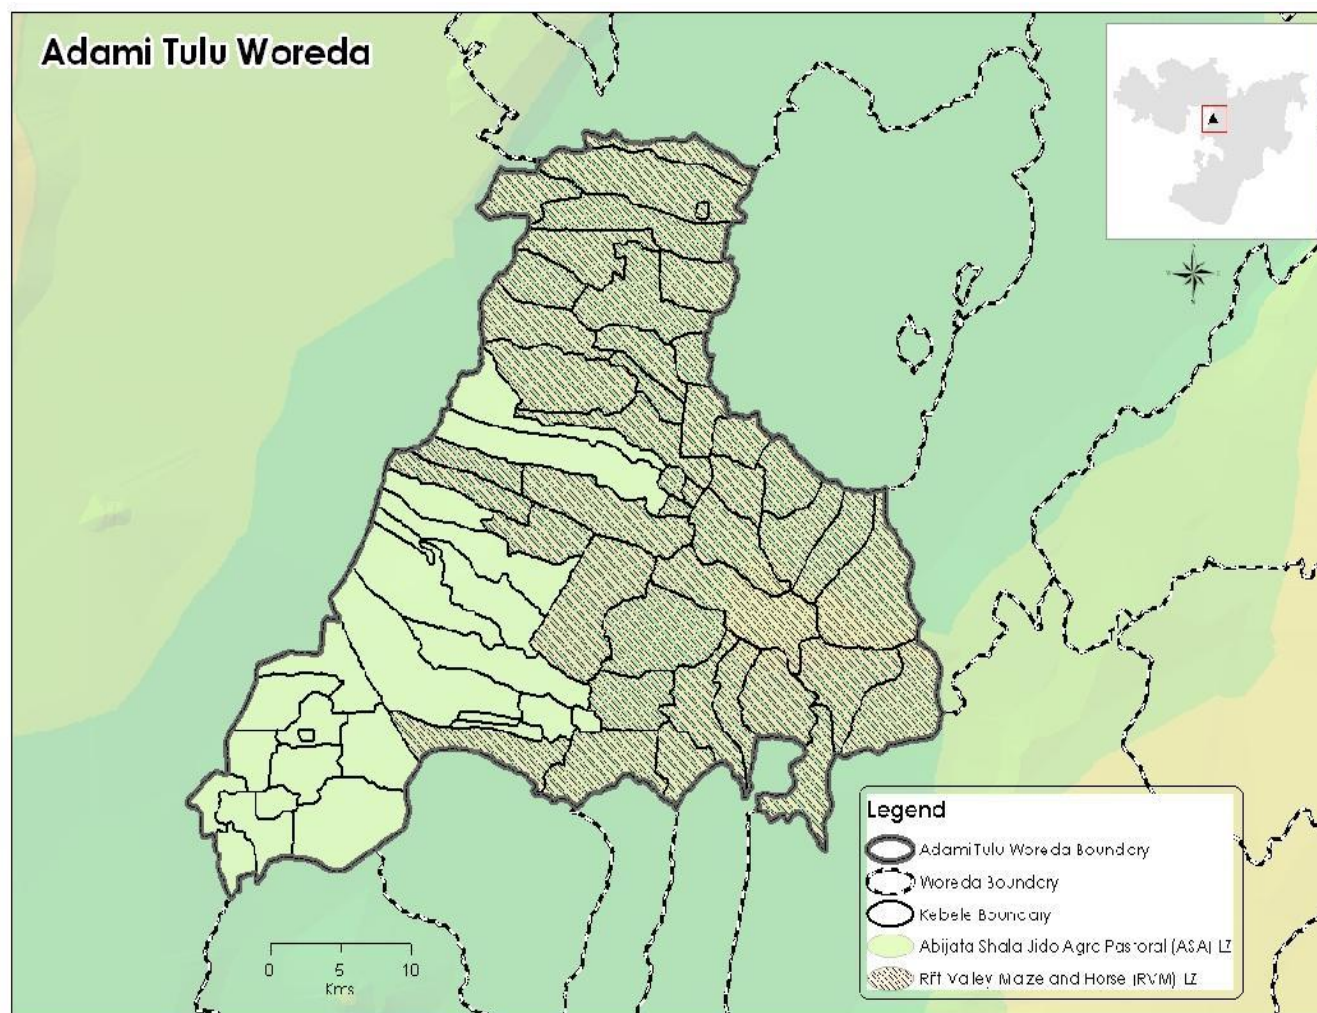 Adami Tulu Woreda
Legend
Adami Tulu Woreda Boundary
Woreda Boundary
Kebele Boundary
Abijata Shala Jido Agro Pastoral (ASA) LZ
Rift Valley Maze and Horse (RVM) LZ
0 5 10
Kms